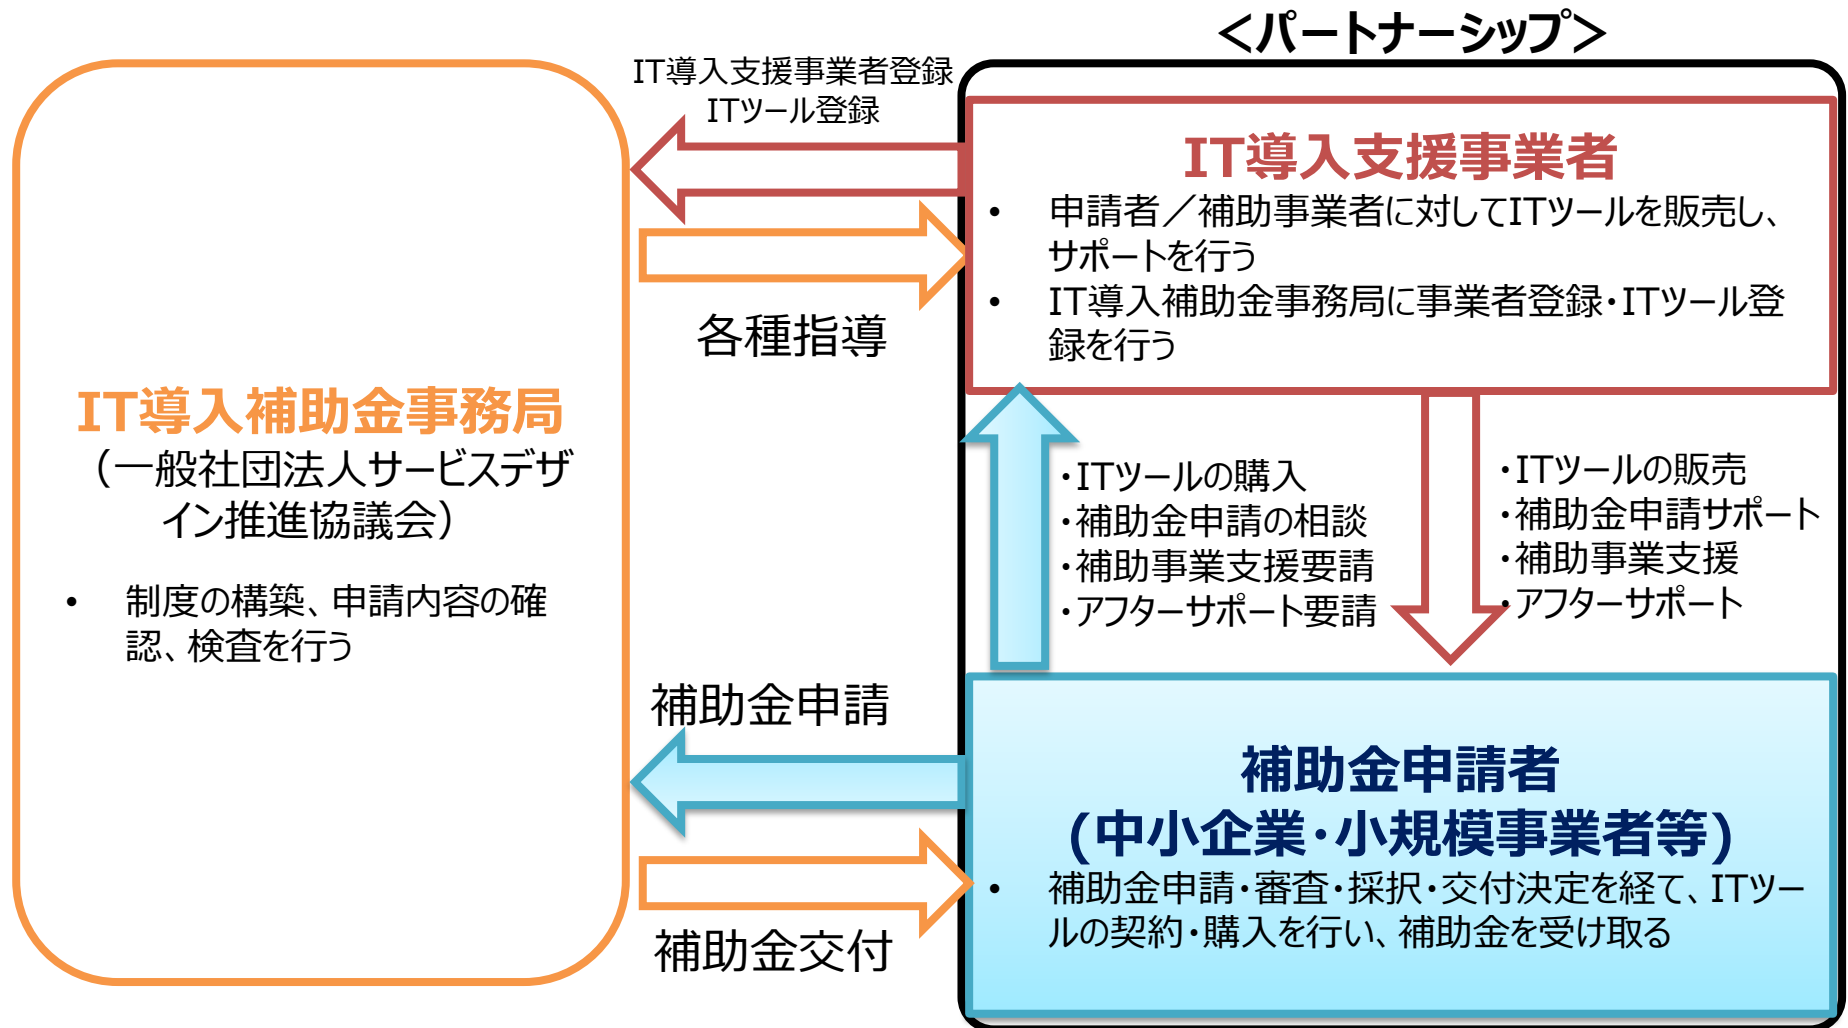 ＜パートナーシップ＞
IT導入支援事業者登録
ITツール登録
各種指導
IT導入補助金事務局
（一般社団法人サービスデザ
イン推進協議会）
• 制度の構築、申請内容の確
認、検査を行う
補助金申請
補助金交付
IT導入支援事業者
• 申請者／補助事業者に対してITツールを販売し、
サポートを行う
• IT導入補助金事務局に事業者登録・ITツール登
録を行う
・ITツールの購入
・補助金申請の相談
・補助事業支援要請
・アフターサポート要請
・ITツールの販売
・補助金申請サポート
・補助事業支援
・アフターサポート
補助金申請者
(中小企業・小規模事業者等)
• 補助金申請・審査・採択・交付決定を経て、ITツー
ルの契約・購入を行い、補助金を受け取る